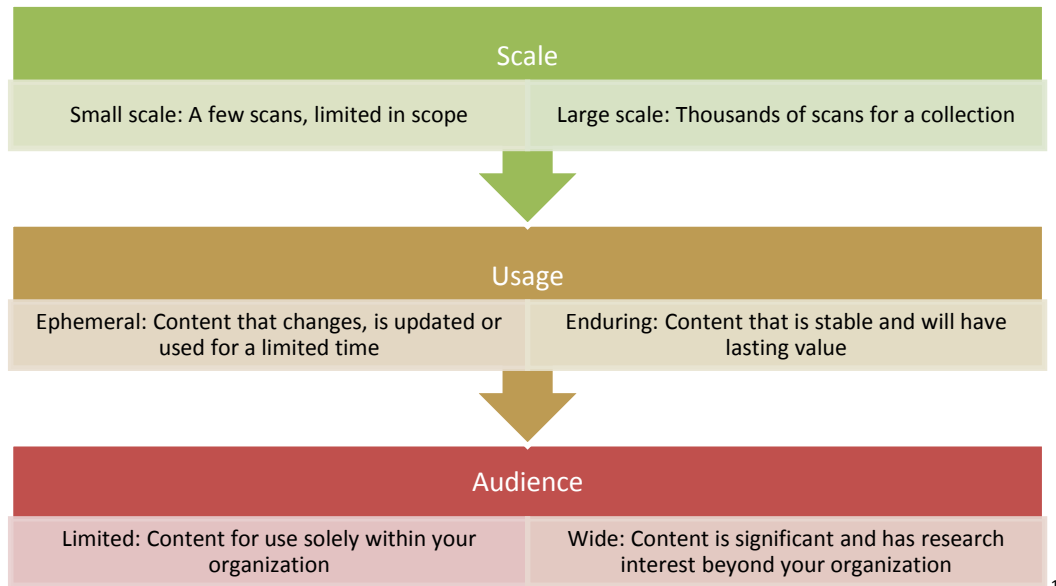 Scale
Small scale: A few scans, limited in scope
Large scale: Thousands of scans for a collection
Usage
Ephemeral: Content that changes, is updated or
used for a limited time
Enduring: Content that is stable and will have
lasting value
Audience
Limited: Content for use solely within your
organization
Wide: Content is significant and has research
interest beyond your organization
1